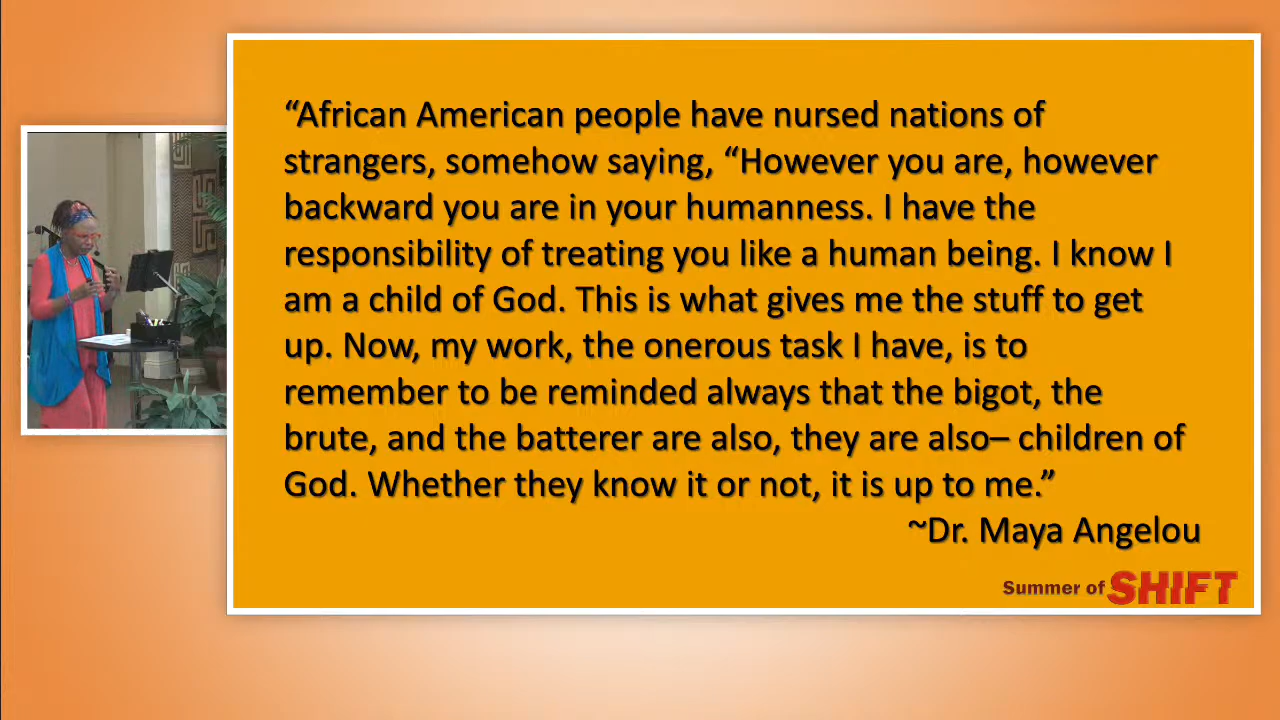 “African American people have nursed nations of
strangers, somehow saying, “However you are, however
backward you are in your humanness. I have the
responsibility of treating you like a human being. I know I
am a child of God. This is what gives me the stuff to get
up. Now, my work, the onerous task I have, is to
remember to be reminded always that the bigot, the
brute, and the batterer are also, they are also– children of
God. Whether they know it or not, it is up to me.”
~Dr. Maya Angelou
Summer of SHIFT